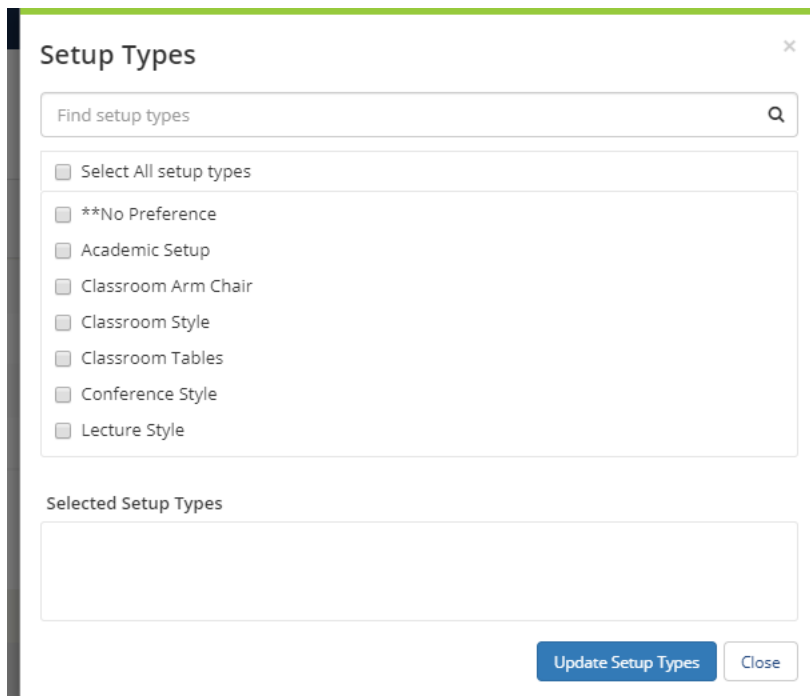 Setup Types
×
Find setup types
Select All setup types
**No Preference
Academic Setup
Classroom Arm Chair
Classroom Style
Classroom Tables
Conference Style
Lecture Style
Selected Setup Types
Update Setup Types Close